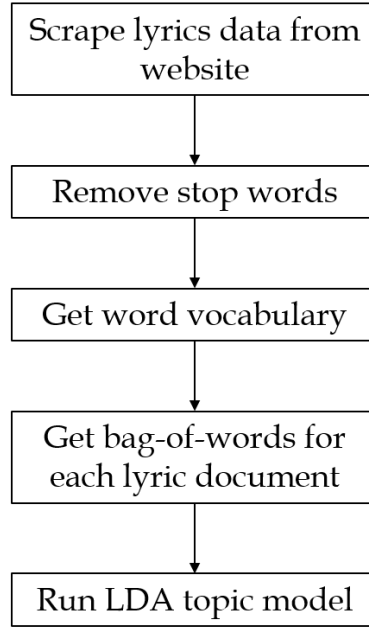 Scrape lyrics data from
website
Remove stop words
Get word vocabulary
Get bag-of-words for
each lyric document
Run LDA topic model